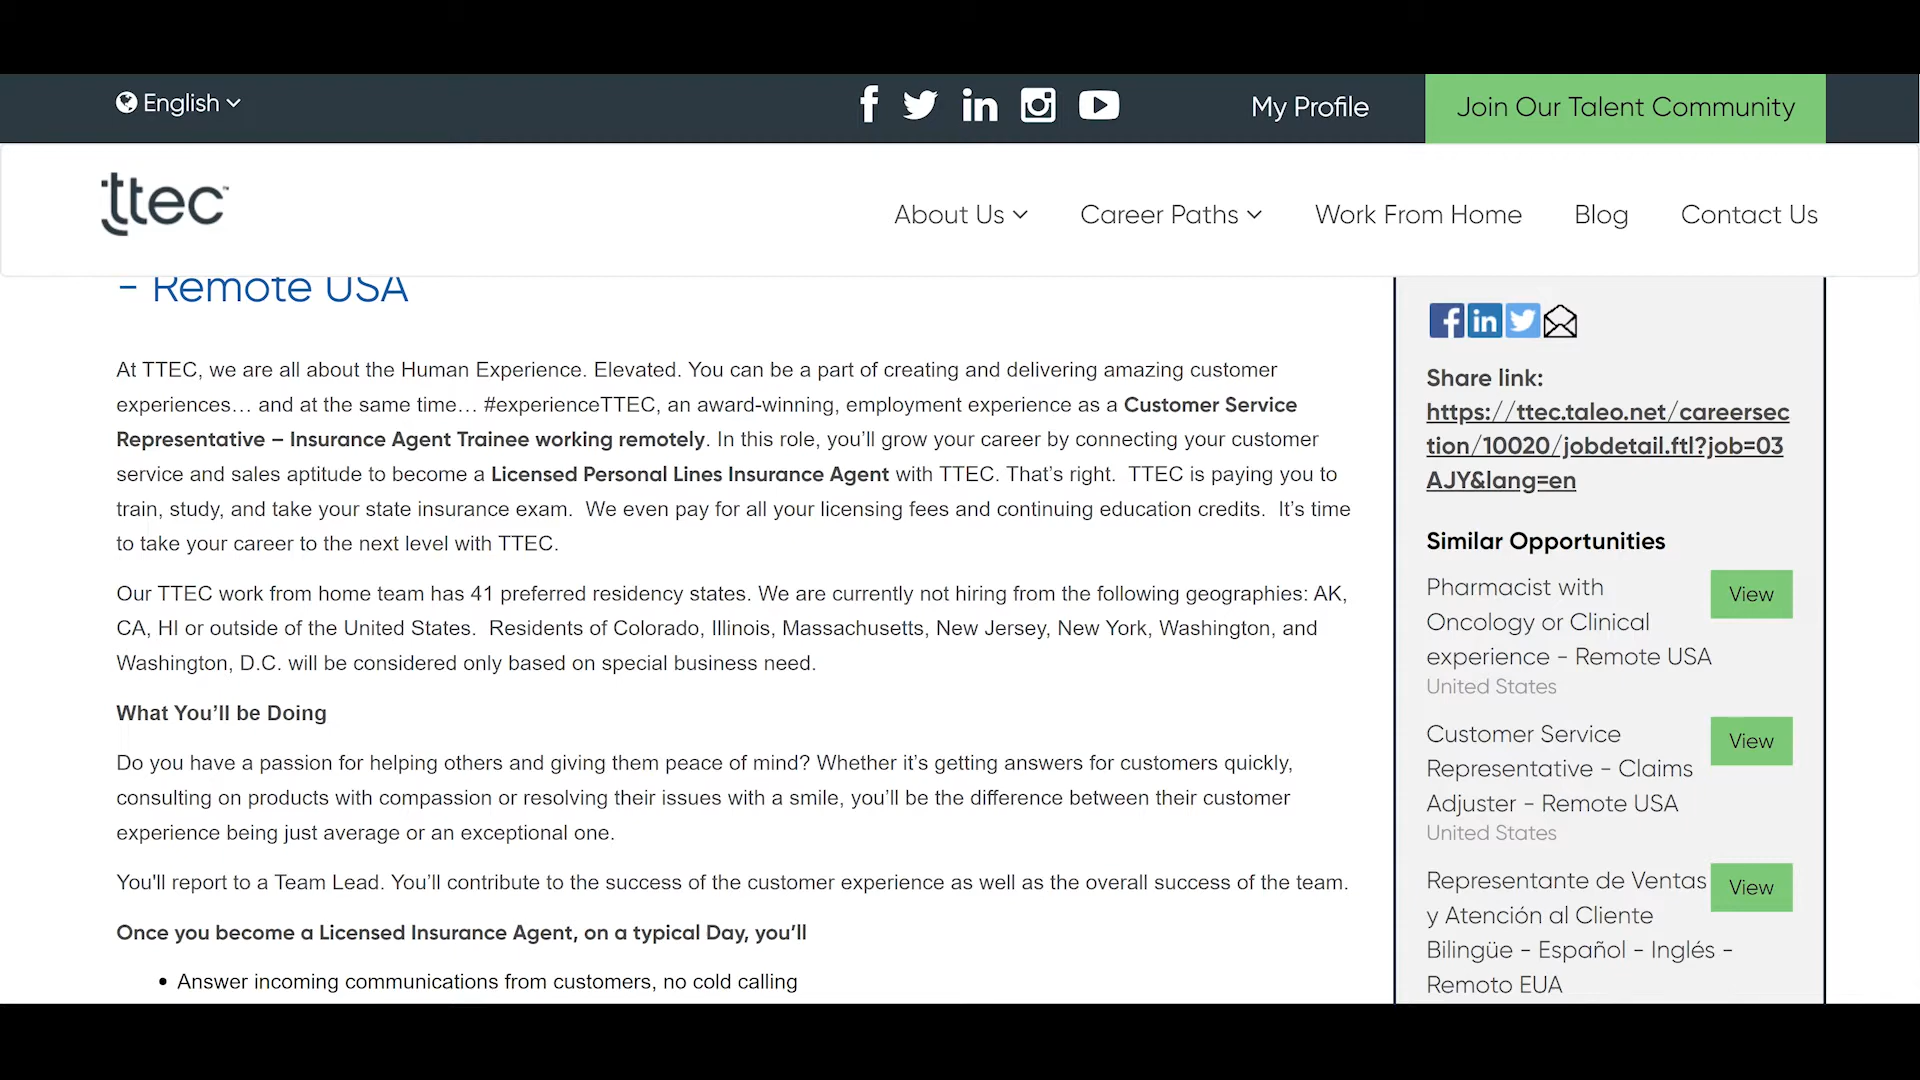 English
My Profile
Join Our Talent Community
ttec™
About Us
Career Paths
Work From Home
Blog
Contact Us
- Remote USA
At TTEC, we are all about the Human Experience. Elevated. You can be a part of creating and delivering amazing customer
experiences… and at the same time… #experienceTTEC, an award-winning, employment experience as a Customer Service
Representative – Insurance Agent Trainee working remotely. In this role, you’ll grow your career by connecting your customer
service and sales aptitude to become a Licensed Personal Lines Insurance Agent with TTEC. That’s right.  TTEC is paying you to
train, study, and take your state insurance exam.  We even pay for all your licensing fees and continuing education credits.  It’s time
to take your career to the next level with TTEC.
Our TTEC work from home team has 41 preferred residency states. We are currently not hiring from the following geographies: AK,
CA, HI or outside of the United States.  Residents of Colorado, Illinois, Massachusetts, New Jersey, New York, Washington, and
Washington, D.C. will be considered only based on special business need.
What You’ll be Doing
Do you have a passion for helping others and giving them peace of mind? Whether it’s getting answers for customers quickly,
consulting on products with compassion or resolving their issues with a smile, you’ll be the difference between their customer
experience being just average or an exceptional one.
You'll report to a Team Lead. You’ll contribute to the success of the customer experience as well as the overall success of the team.
Once you become a Licensed Insurance Agent, on a typical Day, you’ll
• Answer incoming communications from customers, no cold calling
Share link:
https://ttec.taleo.net/careersec
tion/10020/jobdetail.ftl?job=03
AJY&lang=en
Similar Opportunities
Pharmacist with
Oncology or Clinical
experience - Remote USA
United States
View
Customer Service
Representative - Claims
Adjuster - Remote USA
United States
View
Representante de Ventas
y Atención al Cliente
Bilingüe - Español - Inglés -
Remoto EUA
View